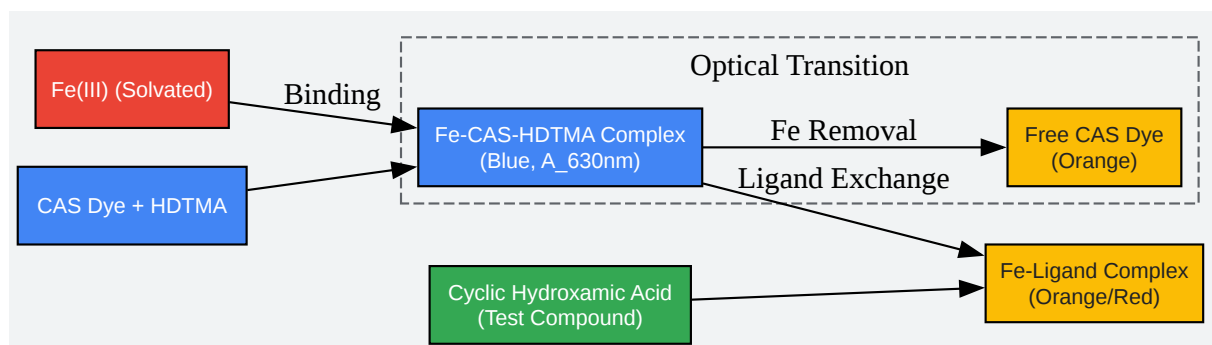 Optical Transition
Fe(III) (Solvated)
Binding
Fe-CAS-HDTMA Complex
(Blue, A_630nm)
Fe Removal
Free CAS Dye
(Orange)
CAS Dye + HDTMA
Ligand Exchange
Cyclic Hydroxamic Acid
(Test Compound)
Fe-Ligand Complex
(Orange/Red)